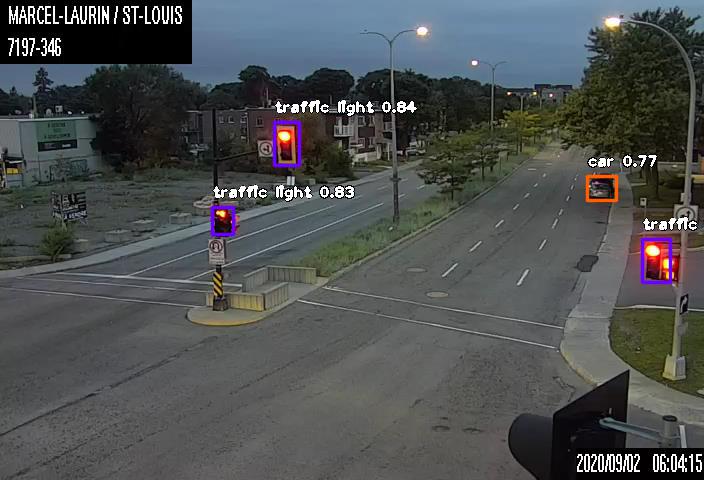 MARCEL-LAURIN / ST-LOUIS
7197-346
traffic light 0.84
car 0.77
traffic light 0.83
traffic
A VENDRE
2020/09/02 06:04:15